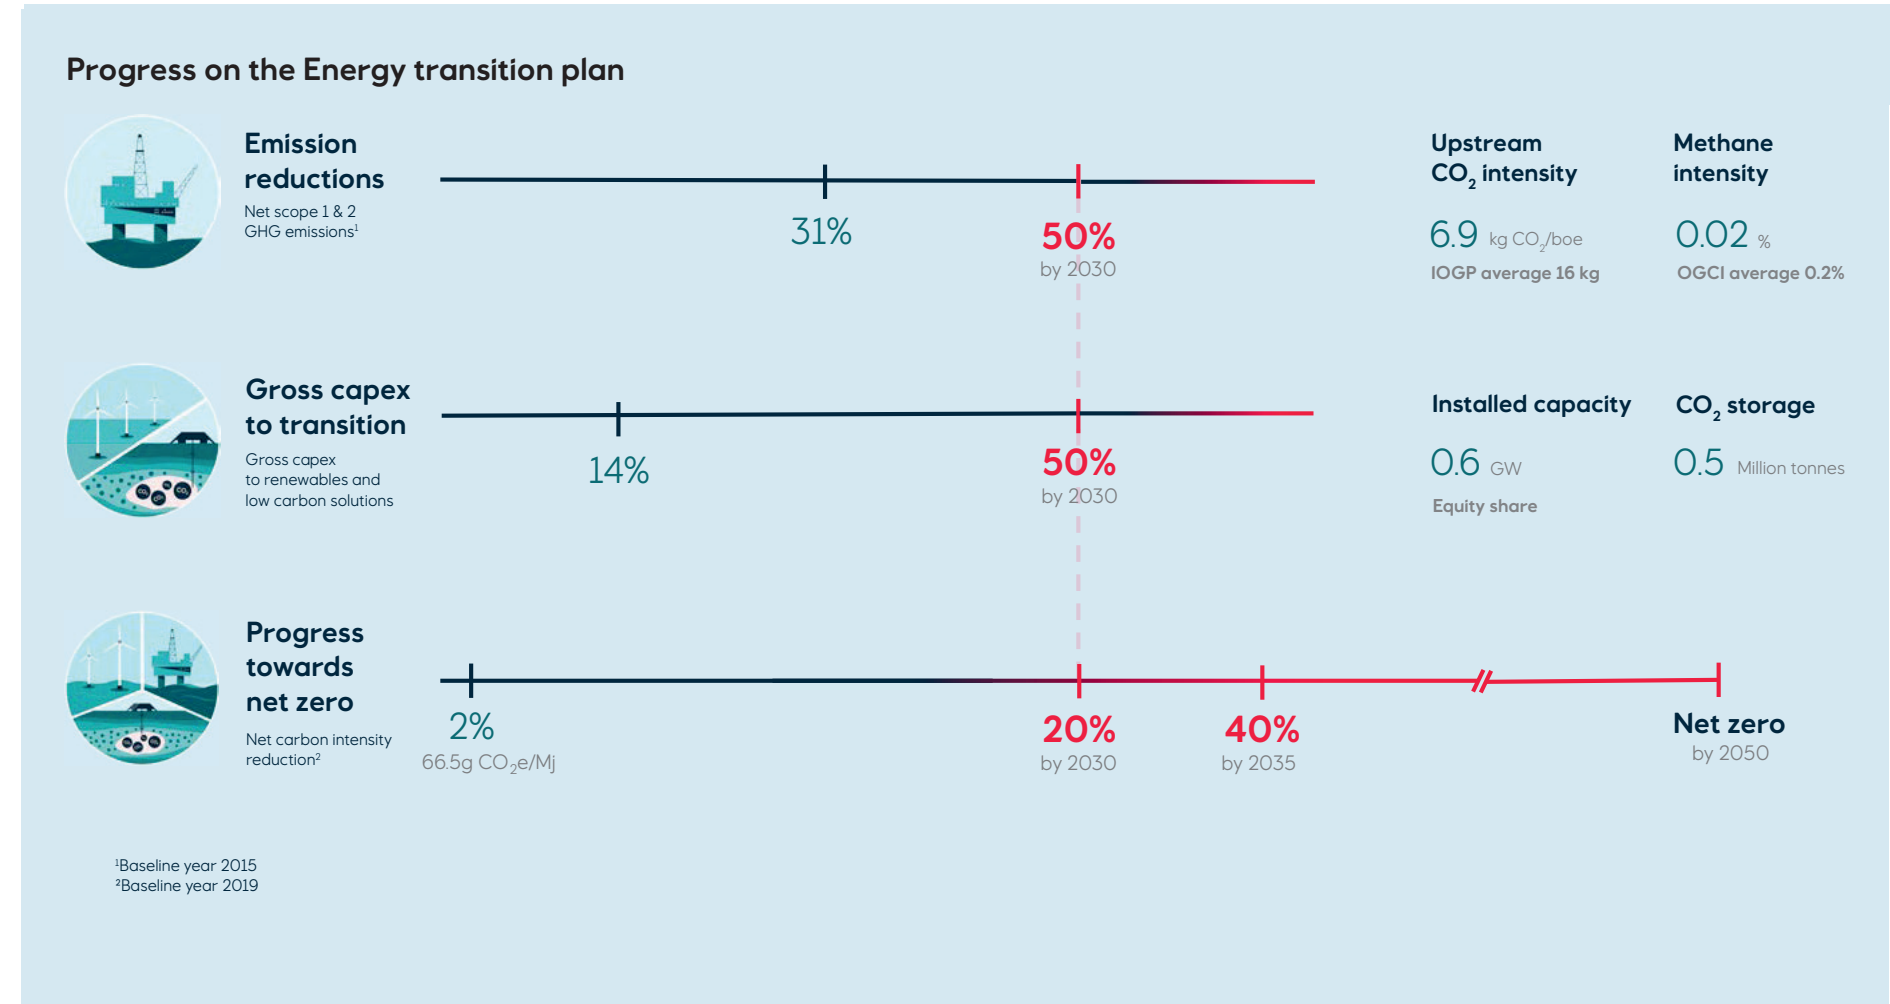 Progress on the Energy transition plan
Emission
reductions
Net scope 1 & 2
GHG emissions¹
31%
50%
by 2030
Upstream
CO₂ intensity
6.9 kg CO₂/boe
IOGP average 16 kg
Methane
intensity
0.02 %
OGCI average 0.2%
Gross capex
to transition
Gross capex
to renewables and
low carbon solutions
14%
50%
by 2030
Installed capacity
0.6 GW
Equity share
CO₂ storage
0.5 Million tonnes
Progress
towards
net zero
Net carbon intensity
reduction²
2%
66.5g CO₂e/Mj
20%
by 2030
40%
by 2035
Net zero
by 2050
¹Baseline year 2015
²Baseline year 2019